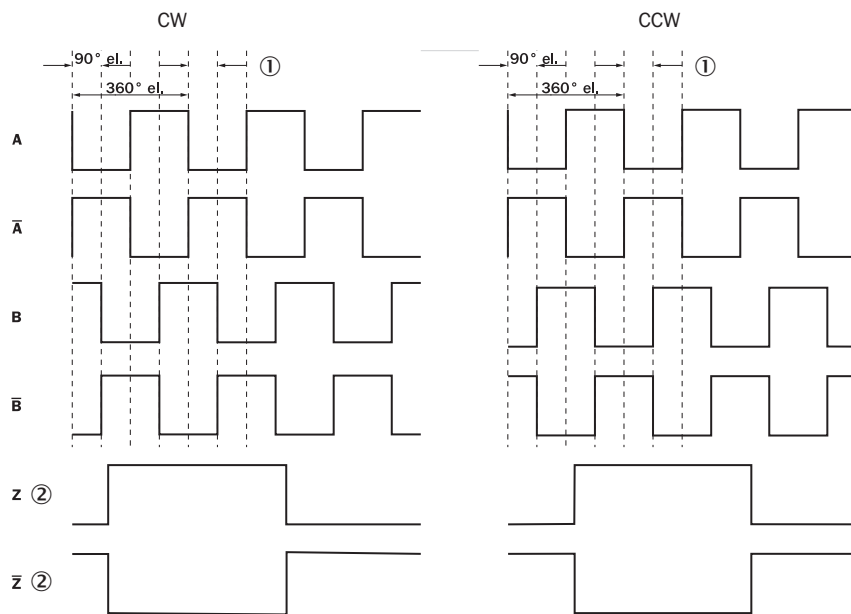 CW CCW
90° el. ① 90° el. ①
360° el. 360° el.
A
A̅
B
B̅
Z ②
Z̅ ②